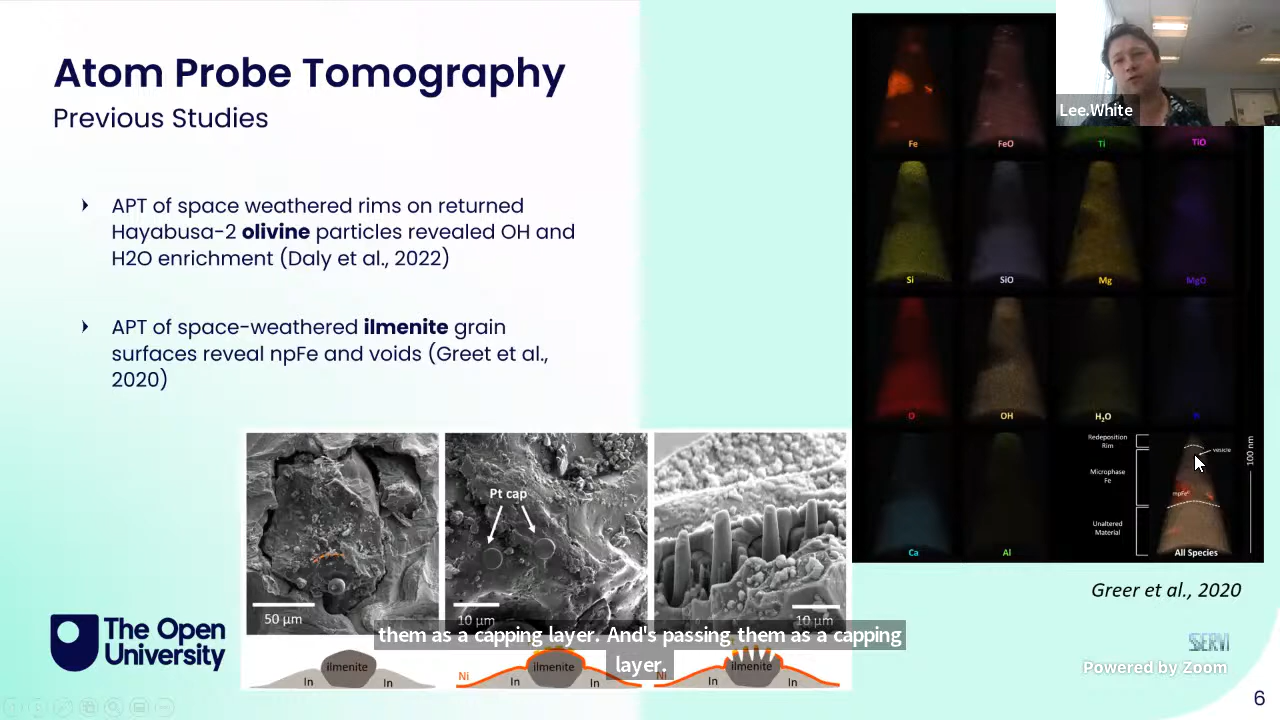 Atom Probe Tomography
Previous Studies
APT of space weathered rims on returned
Hayabusa-2 olivine particles revealed OH and
H2O enrichment (Daly et al., 2022)
APT of space-weathered ilmenite grain
surfaces reveal npFe and voids (Greet et al.,
2020)
Lee.White
Fe
FeO
Ti
TiO
Si
SiO
Mg
MgO
O
OH
H₂O
Ca
Al
Redeposition
Rim
Microphase
Fe
Unaltered
Material
vesicle
All Species
100 nm
Greer et al., 2020
50 μm
Pt cap
10 μm
10 μm
ilmenite
In
In
Ni
ilmenite
In
In
Ni
ilmenite
In
In
them as a capping layer. And's passing them as a capping
layer.
The Open
University
SERVI
Powered by Zoom
6